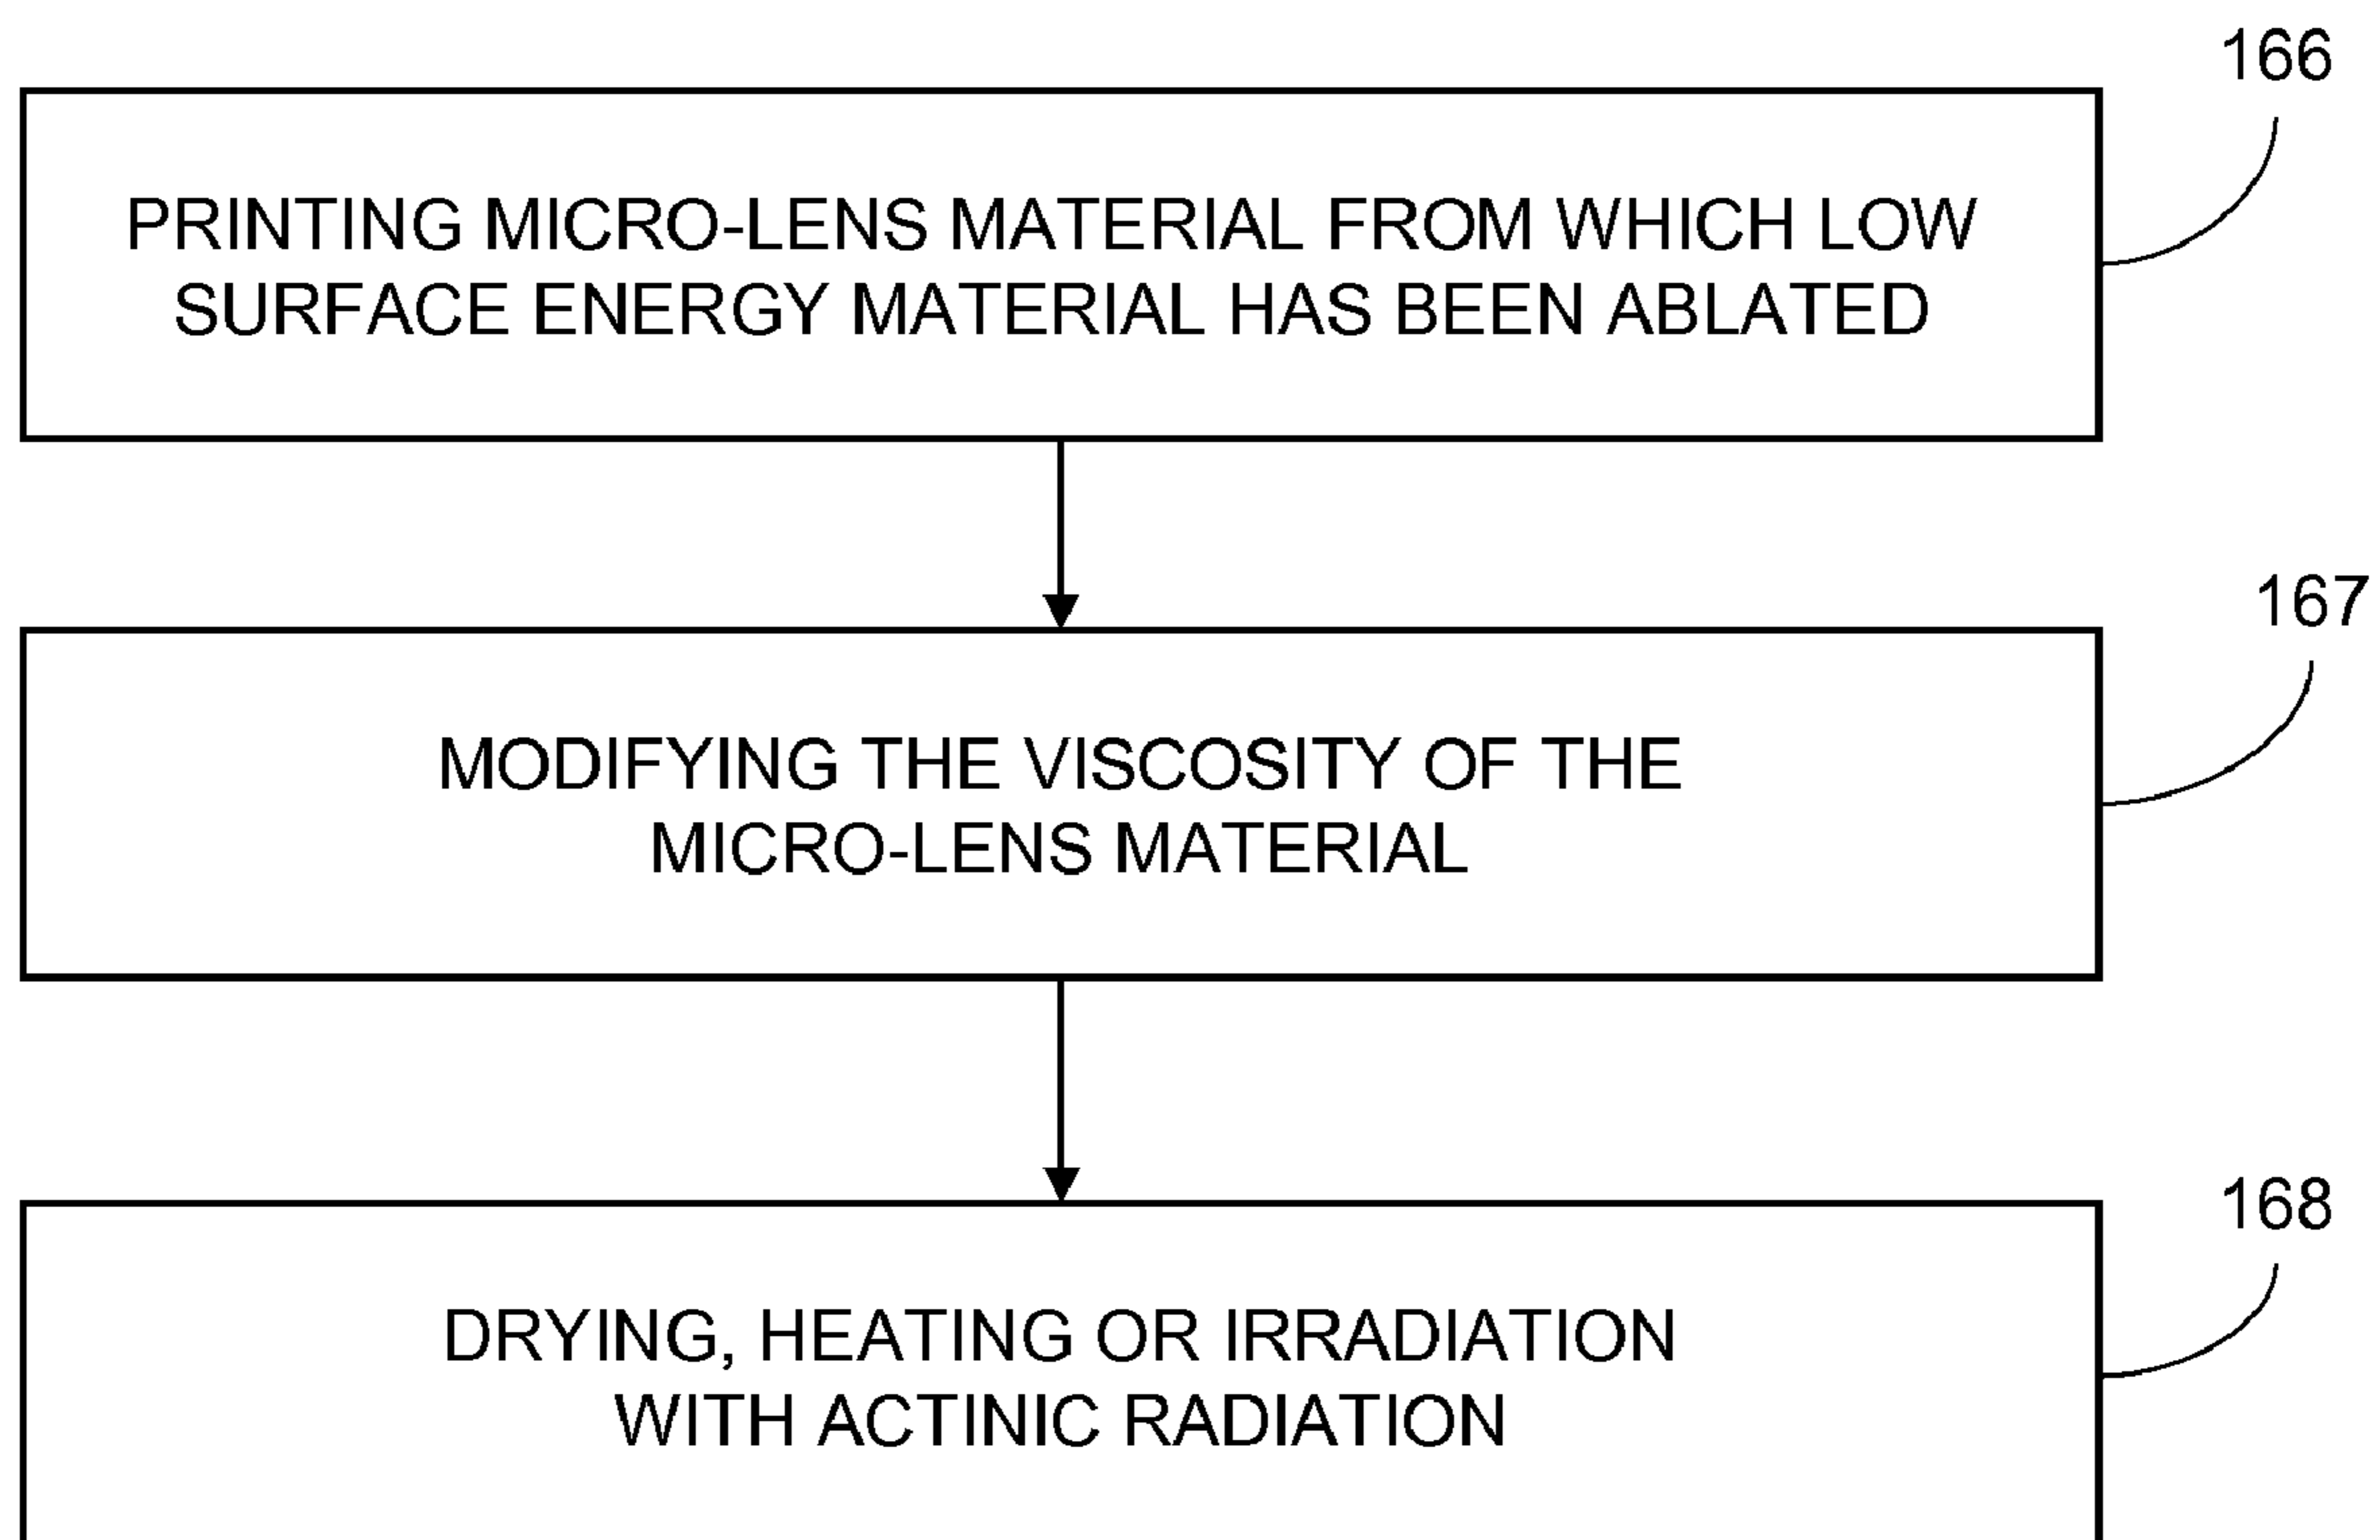 166
PRINTING MICRO-LENS MATERIAL FROM WHICH LOW
SURFACE ENERGY MATERIAL HAS BEEN ABLATED
167
MODIFYING THE VISCOSITY OF THE
MICRO-LENS MATERIAL
168
DRYING, HEATING OR IRRADIATION
WITH ACTINIC RADIATION